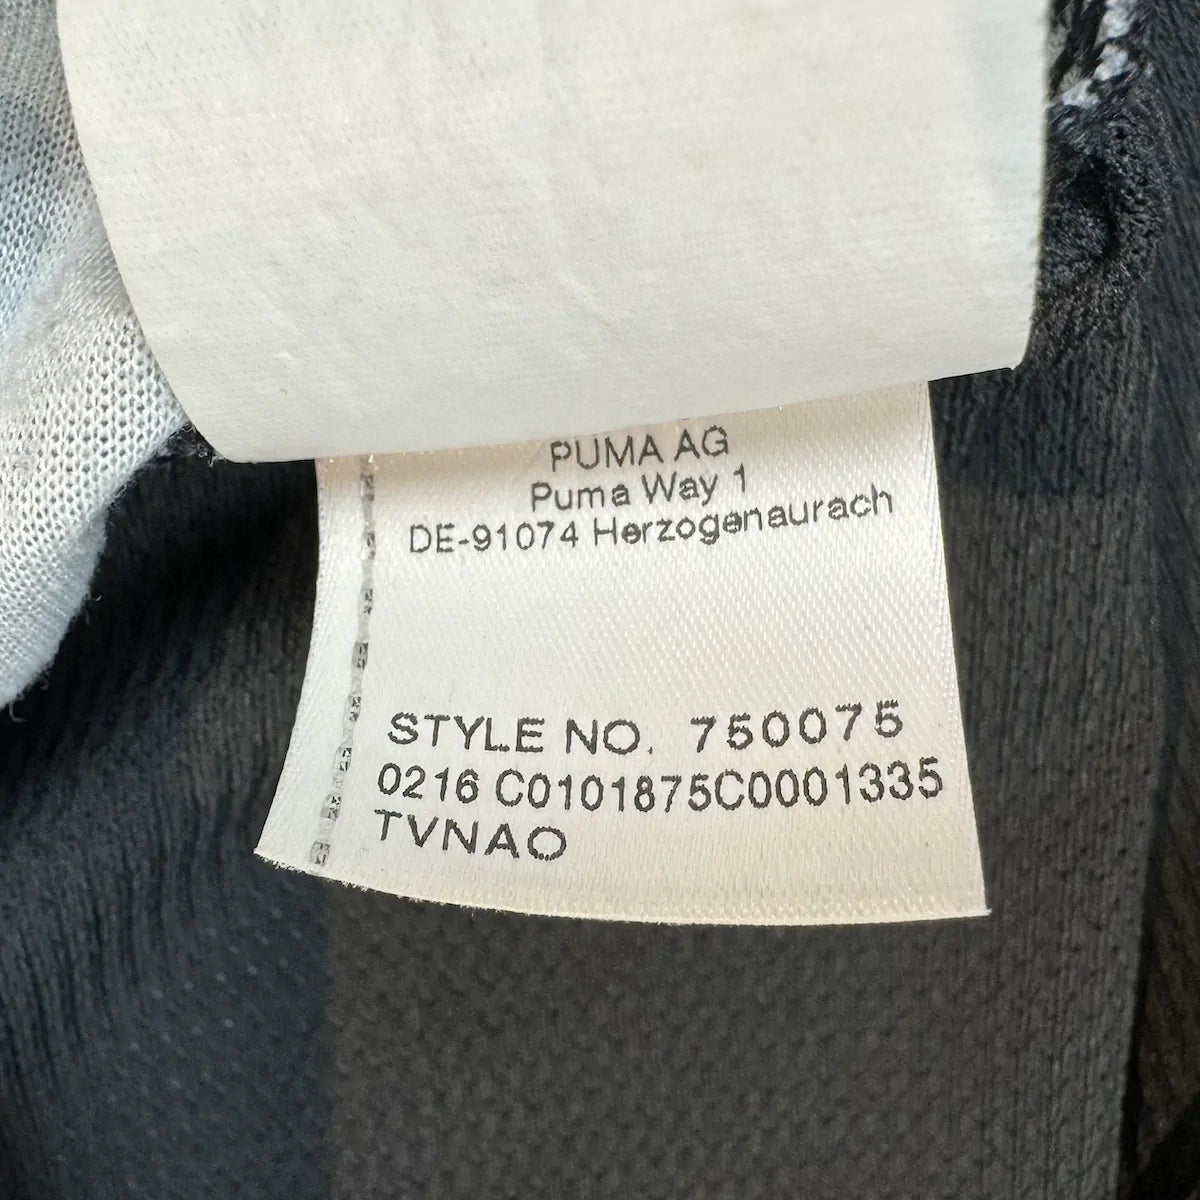 PUMA AG
Puma Way 1
DE-91074 Herzogenaurach
STYLE NO. 750075
0216 C0101875C0001335
TVNAO